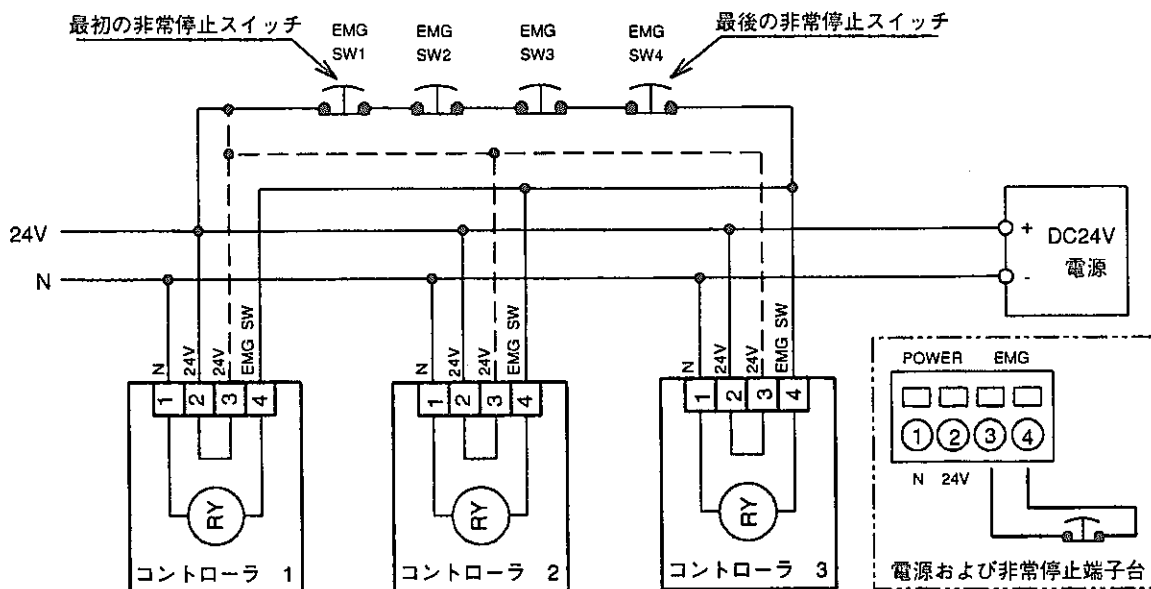 最初の非常停止スイッチ
EMG
SW1
EMG
SW2
EMG
SW3
EMG
SW4
最後の非常停止スイッチ
24V
N
+
-
DC24V
電源
N
24V
24V
EMG SW
N
24V
24V
EMG SW
N
24V
24V
EMG SW
1
2
3
4
1
2
3
4
1
2
3
4
RY
RY
RY
コントローラ 1
コントローラ 2
コントローラ 3
POWER
EMG
1
2
3
4
N
24V
電源および非常停止端子台